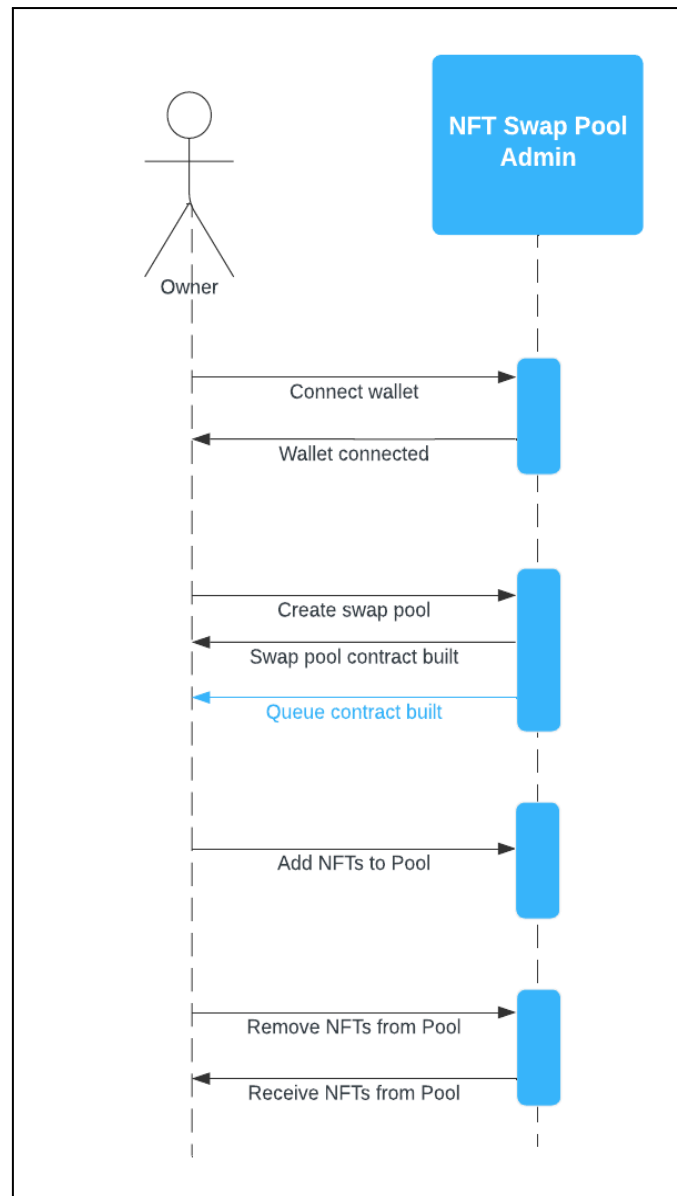 NFT Swap Pool
Admin
Owner
Connect wallet
Wallet connected
Create swap pool
Swap pool contract built
Queue contract built
Add NFTs to Pool
Remove NFTs from Pool
Receive NFTs from Pool